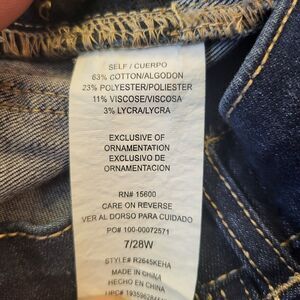 SELF / CUERPO
63% COTTON/ALGODON
23% POLYESTER/POLIESTER
11% VISCOSE/VISCOSA
3% LYCRA/LYCRA
EXCLUSIVE OF
ORNAMENTATION
EXCLUSIVO DE
ORNAMENTACION
RN# 15600
CARE ON REVERSE
VER AL DORSO PARA CUIDADO
PO# 100-00072571
7/28W
STYLE# R2645KEHA
MADE IN CHINA
HECHO EN CHINA
UPC#